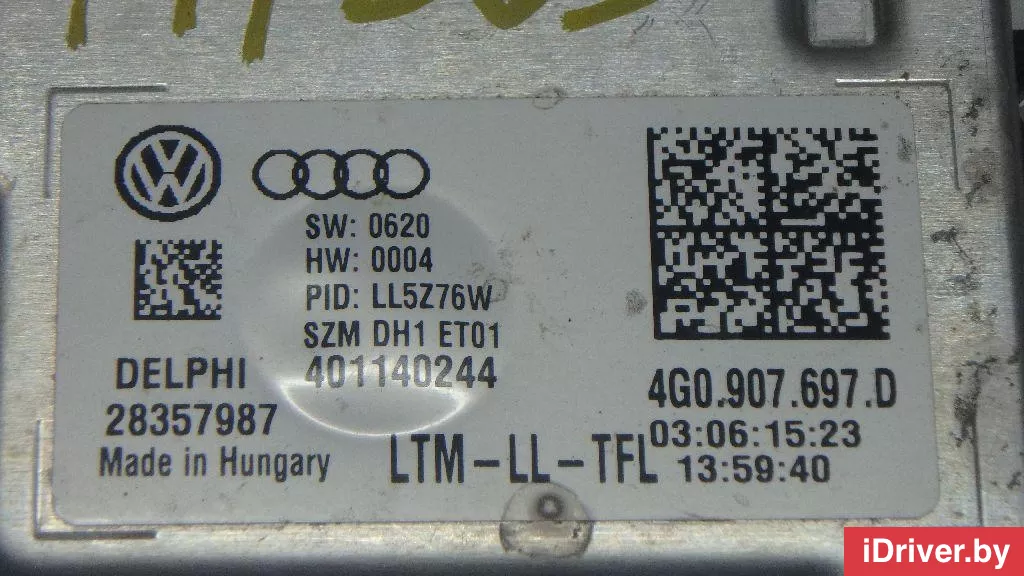 SW: 0620
HW: 0004
PID: LL5Z76W
SZM DH1 ET01
401140244
DELPHI
28357987
Made in Hungary
LTM-LL-TFL
4G0.907.697.D
03:06:15:23
13:59:40
iDriver.by